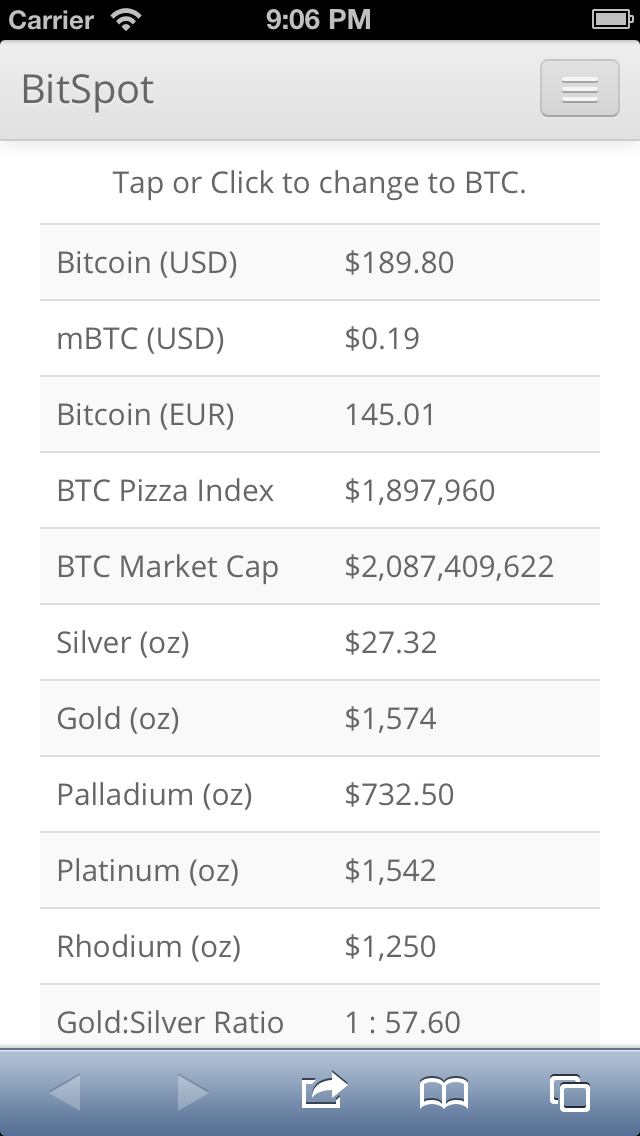 Carrier 9:06 PM
BitSpot
Tap or Click to change to BTC.
Bitcoin (USD) $189.80
mBTC (USD) $0.19
Bitcoin (EUR) 145.01
BTC Pizza Index $1,897,960
BTC Market Cap $2,087,409,622
Silver (oz) $27.32
Gold (oz) $1,574
Palladium (oz) $732.50
Platinum (oz) $1,542
Rhodium (oz) $1,250
Gold:Silver Ratio 1 : 57.60